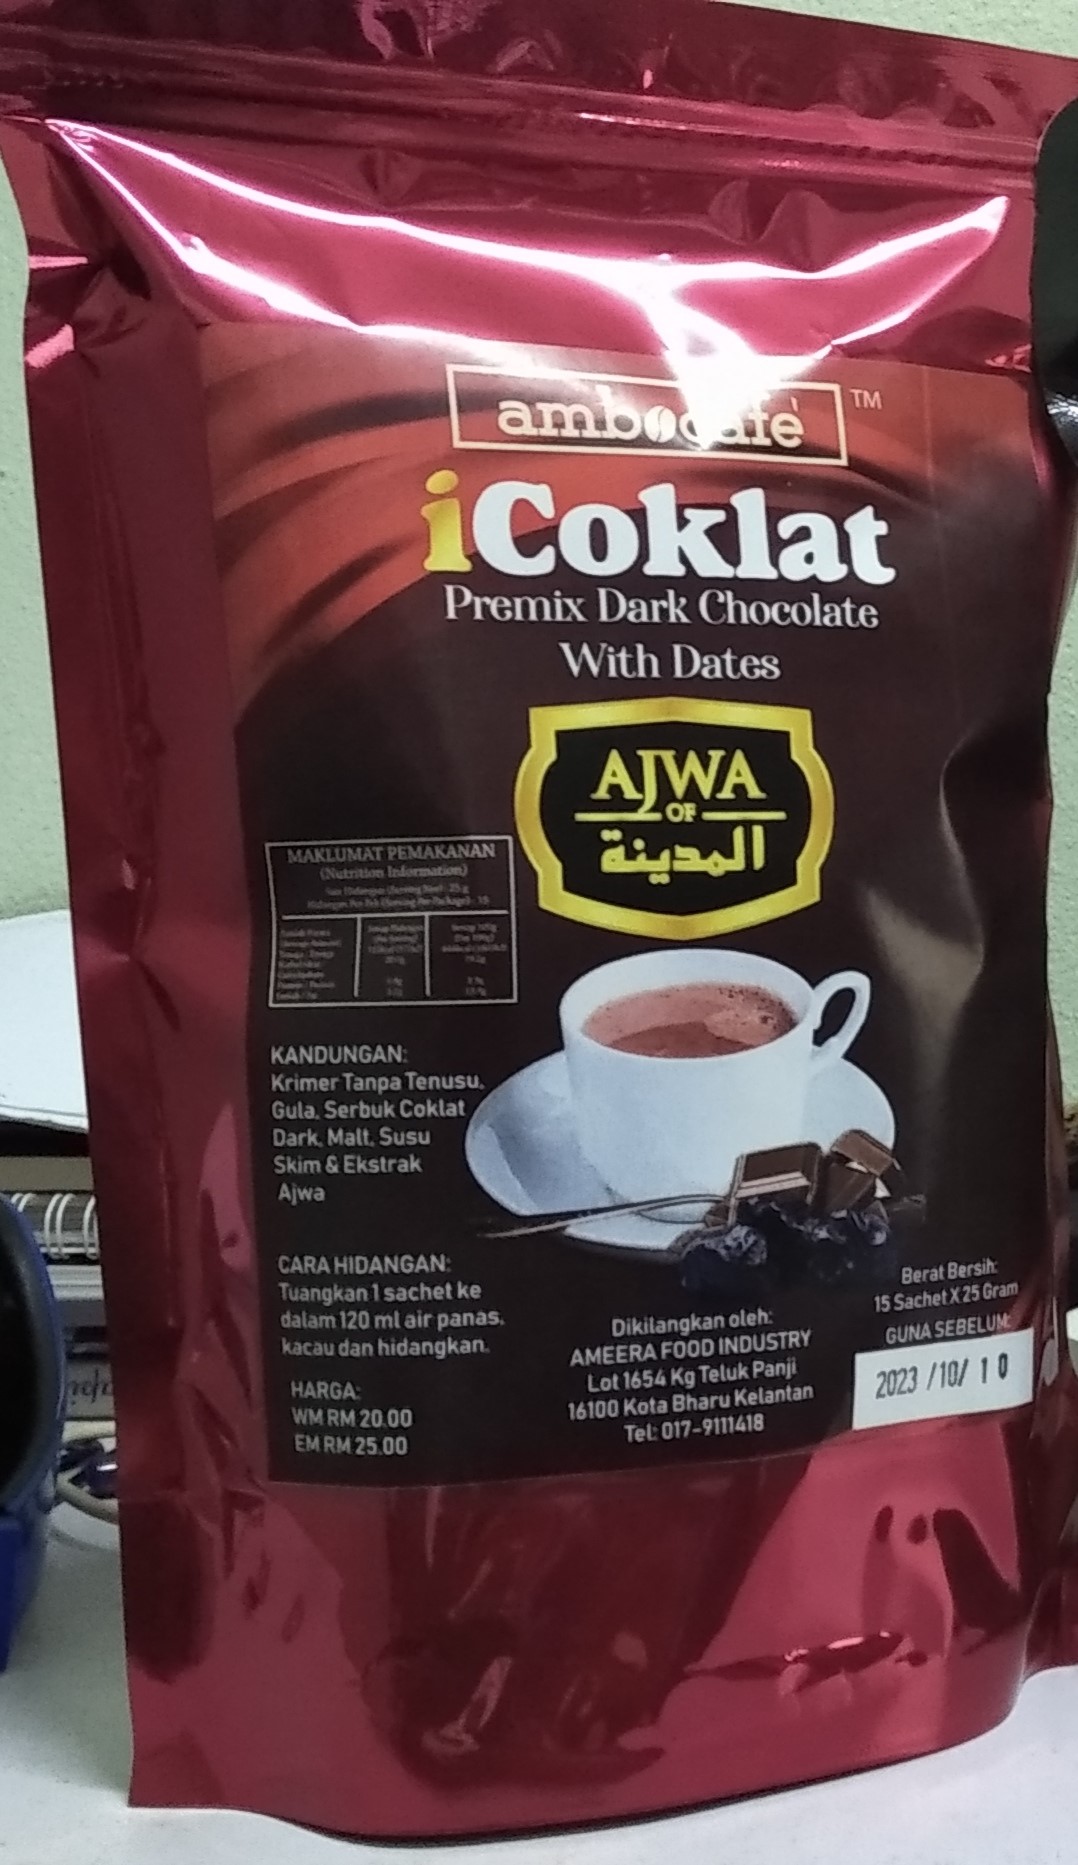 ambocafe
TM
iCoklat
Premix Dark Chocolate
With Dates
AJWA
OF
المدينة
MAKLUMAT PEMAKANAN
(Nutrition Information)
KANDUNGAN:
Krimer Tanpa Tenusu,
Gula, Serbuk Coklat
Dark, Malt, Susu
Skim & Ekstrak
Ajwa
CARA HIDANGAN:
Tuangkan 1 sachet ke
dalam 120 ml air panas,
kacau dan hidangkan.
HARGA:
WM RM 20.00
EM RM 25.00
Dikilangkan oleh:
AMEERA FOOD INDUSTRY
Lot 1654 Kg Teluk Panji
16100 Kota Bharu Kelantan
Tel: 017-9111418
Berat Bersih:
15 Sachet X 25 Gram
GUNA SEBELUM:
2023 /10/ 10